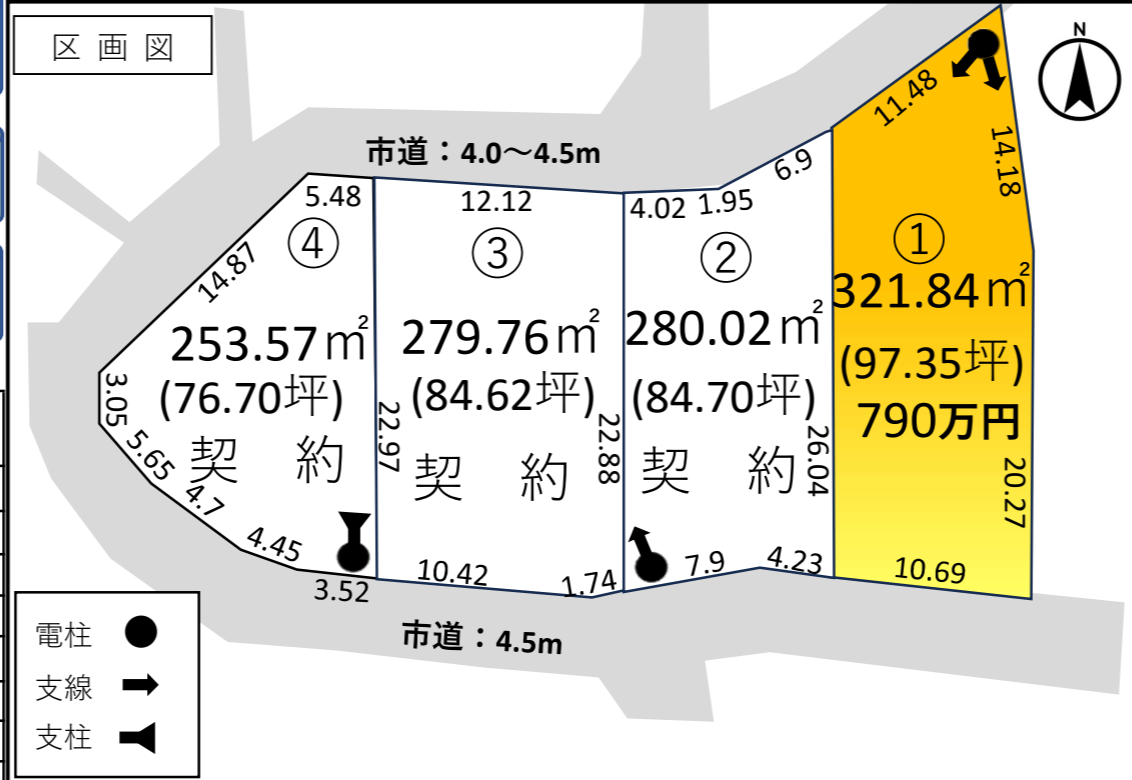 区画図
N
市道：4.0～4.5m
11.48
14.18
5.48
12.12
4.02
1.95
6.9
④
③
②
①
14.87
253.57㎡
(76.70坪)
契 約
279.76㎡
(84.62坪)
契 約
280.02㎡
(84.70坪)
契 約
321.84㎡
(97.35坪)
790万円
3.05
5.65
4.7
4.45
3.52
22.97
10.42
1.74
22.88
7.9
4.23
26.04
10.69
20.27
市道：4.5m
電柱
支線
支柱